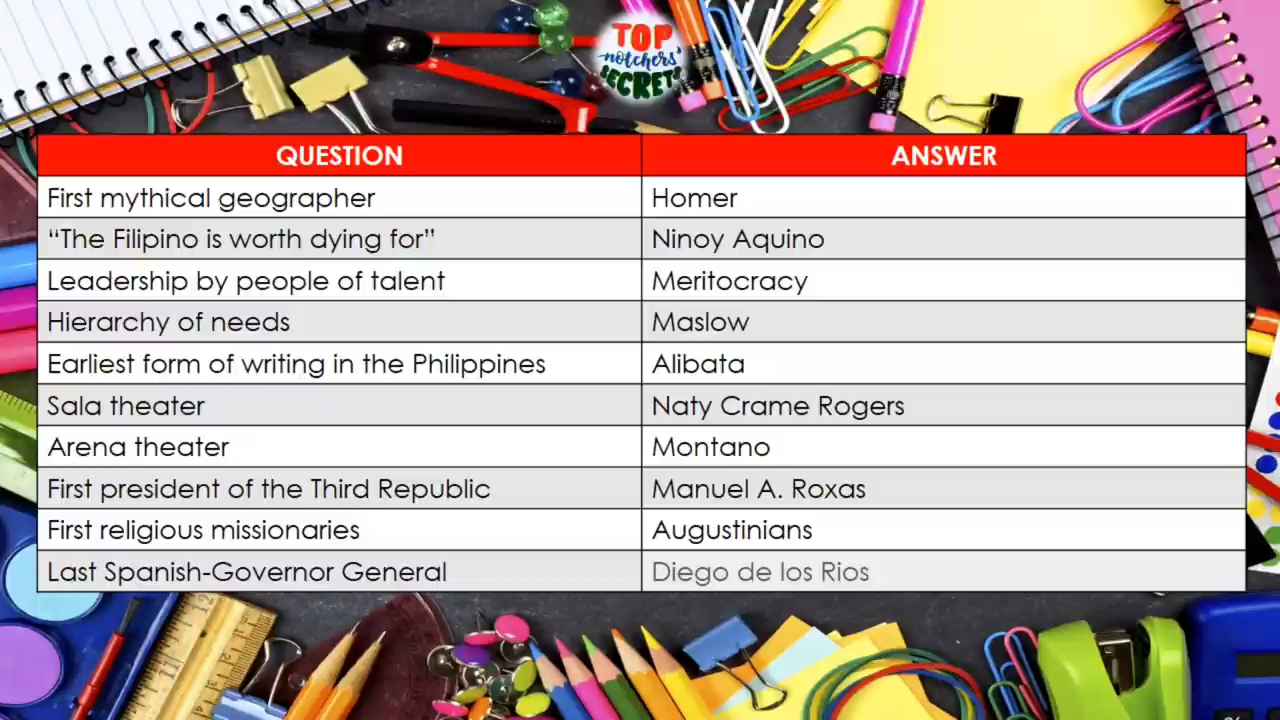 TOP
-notchers'
SECRETS
QUESTION ANSWER
First mythical geographer Homer
“The Filipino is worth dying for” Ninoy Aquino
Leadership by people of talent Meritocracy
Hierarchy of needs Maslow
Earliest form of writing in the Philippines Alibata
Sala theater Naty Crame Rogers
Arena theater Montano
First president of the Third Republic Manuel A. Roxas
First religious missionaries Augustinians
Last Spanish-Governor General Diego de los Rios